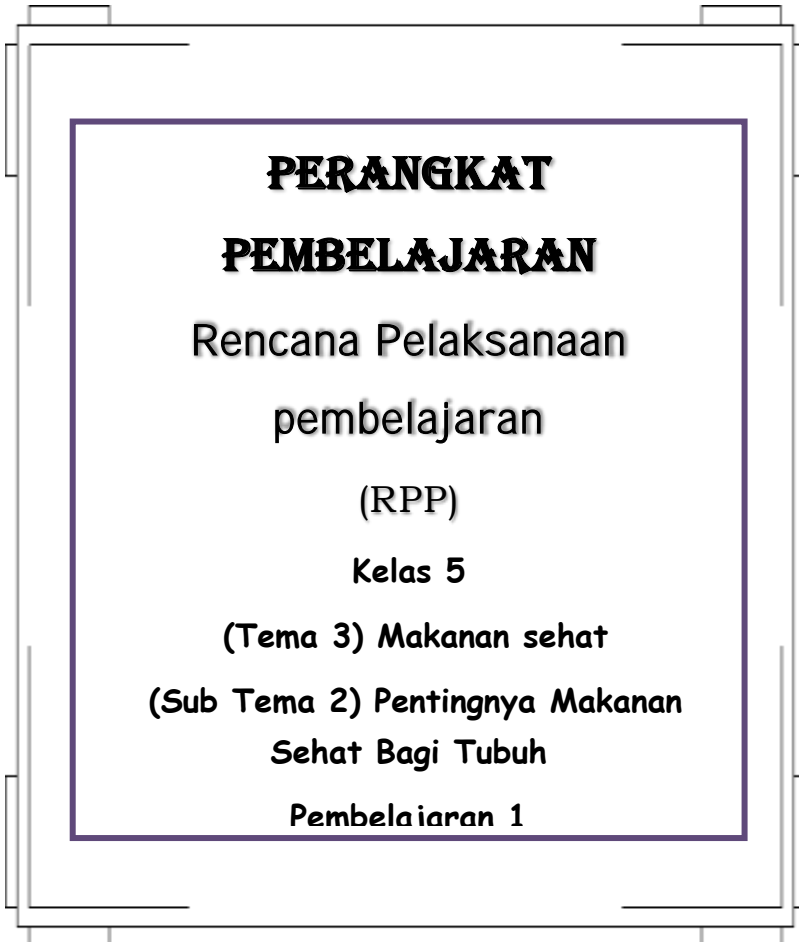 PERANGKAT
PEMBELAJARAN
Rencana Pelaksanaan
pembelajaran
(RPP)
Kelas 5
(Tema 3) Makanan sehat
(Sub Tema 2) Pentingnya Makanan
Sehat Bagi Tubuh
Pembelajaran 1